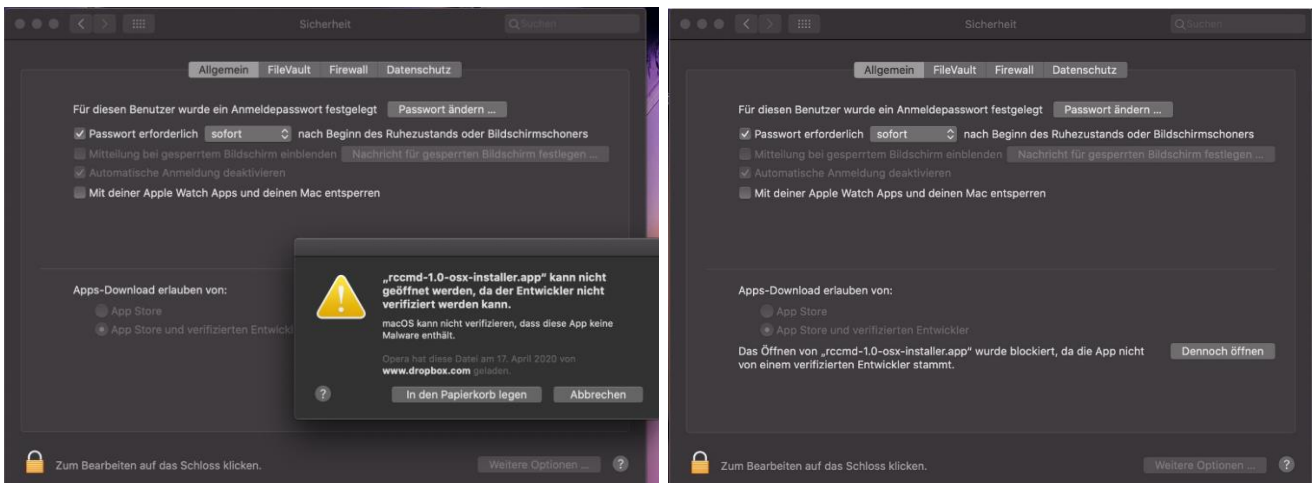 Sicherheit
Suchen
Allgemein FileVault Firewall Datenschutz
Für diesen Benutzer wurde ein Anmeldepasswort festgelegt Passwort ändern ...
Passwort erforderlich sofort nach Beginn des Ruhezustands oder Bildschirmschoners
Mitteilung bei gesperrtem Bildschirm einblenden Nachricht für gesperrten Bildschirm festlegen ...
Automatische Anmeldung deaktivieren
Mit deiner Apple Watch Apps und deinen Mac entsperren
Apps-Download erlauben von:
App Store
App Store und verifizierten Entwickl
„rccmd-1.0-osx-installer.app“ kann nicht
geöffnet werden, da der Entwickler nicht
verifiziert werden kann.
macOS kann nicht verifizieren, dass diese App keine
Malware enthält.
Opera hat diese Datei am 17. April 2020 von
www.dropbox.com geladen.
? In den Papierkorb legen Abbrechen
Zum Bearbeiten auf das Schloss klicken. Weitere Optionen ... ?
Sicherheit
Suchen
Allgemein FileVault Firewall Datenschutz
Für diesen Benutzer wurde ein Anmeldepasswort festgelegt Passwort ändern ...
Passwort erforderlich sofort nach Beginn des Ruhezustands oder Bildschirmschoners
Mitteilung bei gesperrtem Bildschirm einblenden Nachricht für gesperrten Bildschirm festlegen ...
Automatische Anmeldung deaktivieren
Mit deiner Apple Watch Apps und deinen Mac entsperren
Apps-Download erlauben von:
App Store
App Store und verifizierten Entwickler
Das Öffnen von „rccmd-1.0-osx-installer.app“ wurde blockiert, da die App nicht Dennoch öffnen
von einem verifizierten Entwickler stammt.
Zum Bearbeiten auf das Schloss klicken. Weitere Optionen ... ?